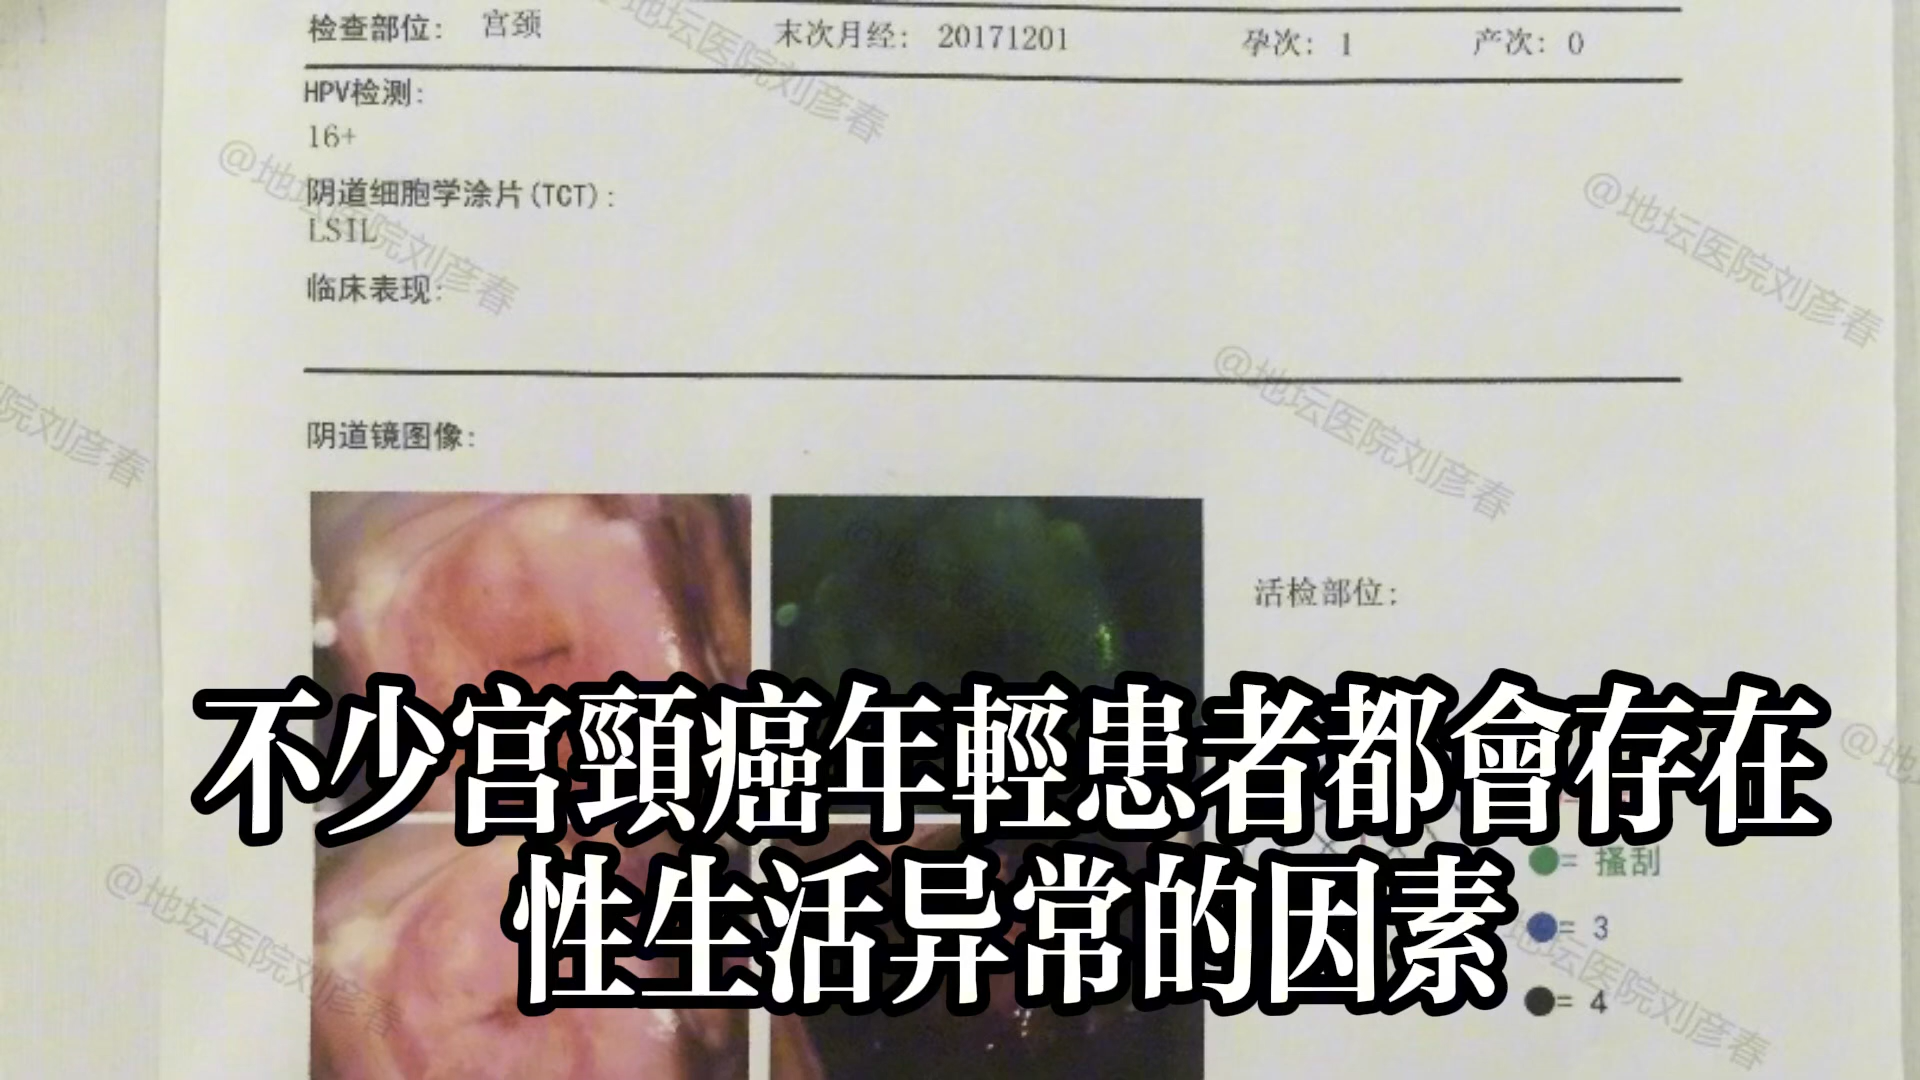 检查部位: 宫颈 末次月经: 20171201 孕次: 1 产次: 0
HPV检测:
16+
阴道细胞学涂片(TCT):
LSIL
临床表现:
阴道镜图像:
活检部位:
不少宫頸癌年輕患者都會存在
性生活异常的因素
= 搔刮
= 3
= 4
@地坛医院刘彦春
@地坛医院刘彦春
@地坛医院刘彦春
@地坛医院刘彦春